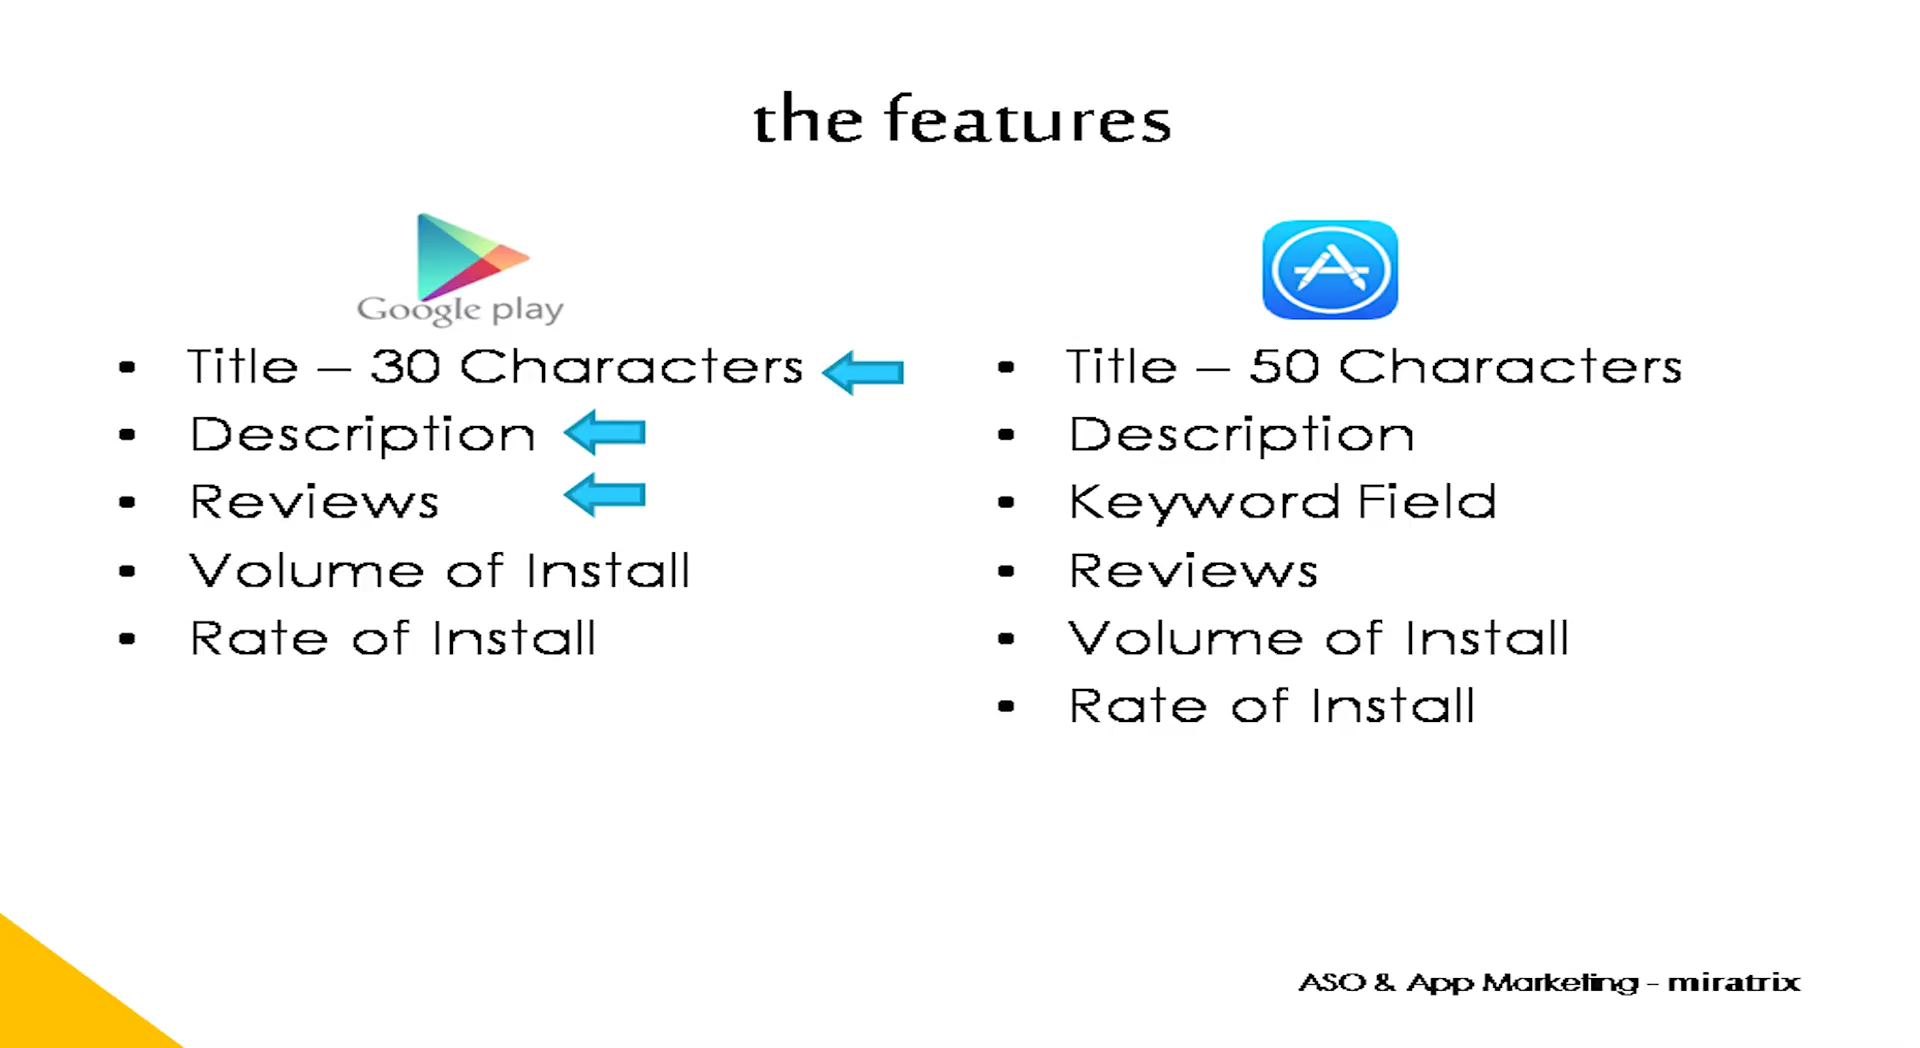 the features
Google play
▪ Title – 30 Characters
▪ Description
▪ Reviews
▪ Volume of Install
▪ Rate of Install
▪ Title – 50 Characters
▪ Description
▪ Keyword Field
▪ Reviews
▪ Volume of Install
▪ Rate of Install
ASO & App Marketing - miratrix